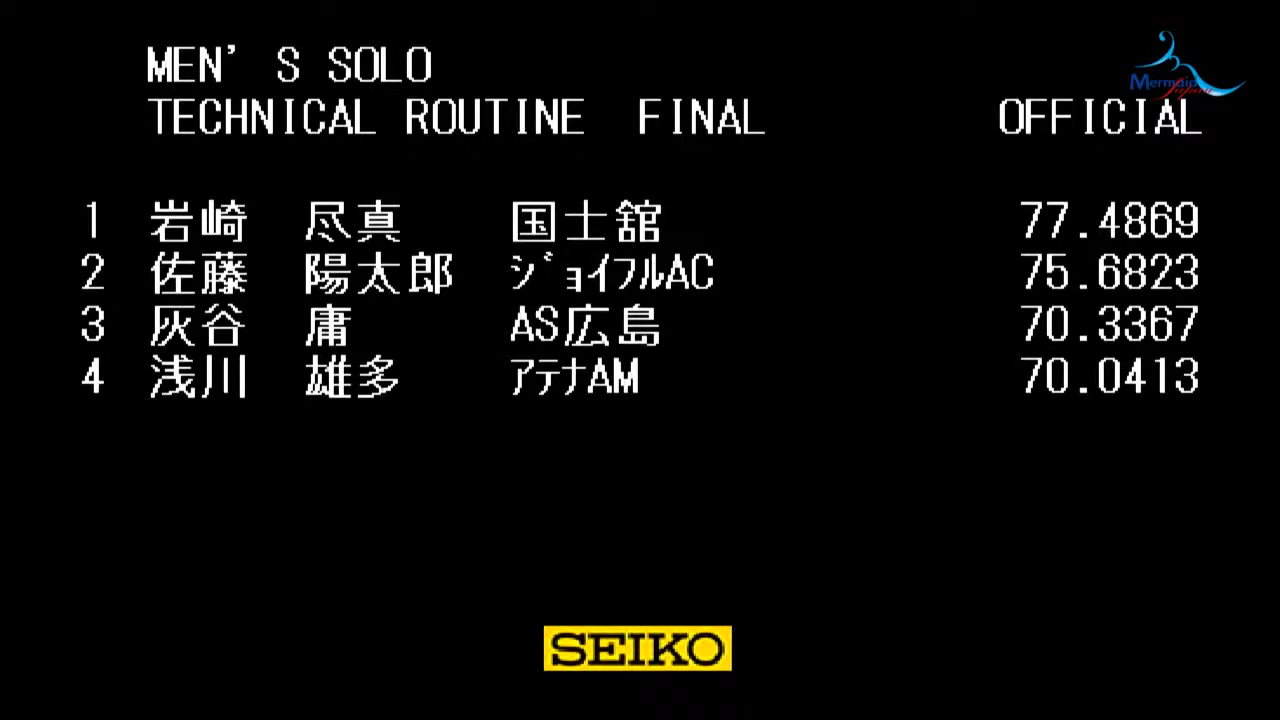 MEN'S SOLO
TECHNICAL ROUTINE FINAL OFFICIAL
1 岩崎 尽真 国士舘 77.4869
2 佐藤 陽太郎 ｼﾞｮｲﾌﾙAC 75.6823
3 灰谷 庸 AS広島 70.3367
4 浅川 雄多 ｱﾃﾅAM 70.0413
Mermaid
Japan
SEIKO